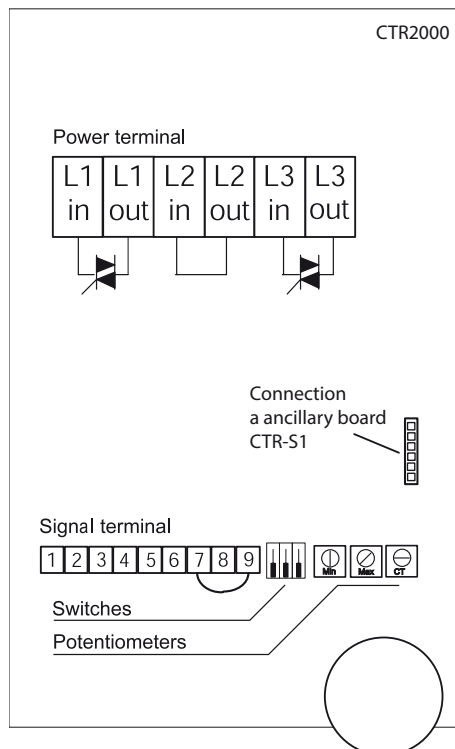 CTR2000
Power terminal
L1 L1 L2 L2 L3 L3
in out in out in out
Connection
a ancillary board
CTR-S1
Signal terminal
1 2 3 4 5 6 7 8 9
Min Max CT
Switches
Potentiometers